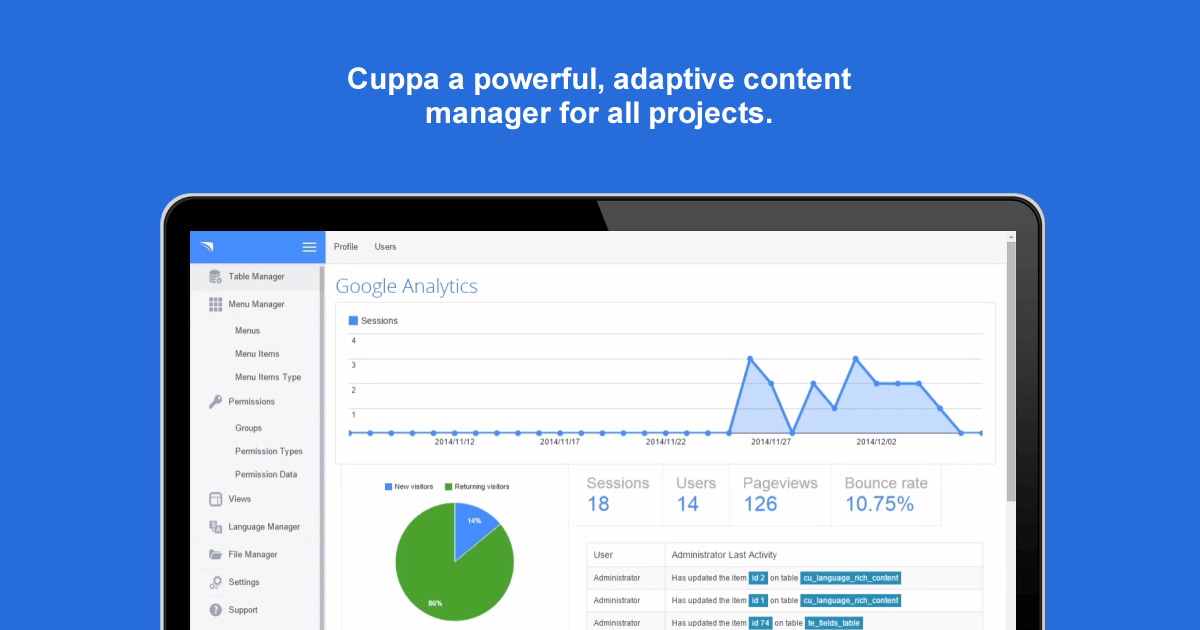 Cuppa a powerful, adaptive content
manager for all projects.
Profile Users
Table Manager
Menu Manager
Menus
Menu Items
Menu Items Type
Permissions
Groups
Permission Types
Permission Data
Views
Language Manager
File Manager
Settings
Support
Google Analytics
Sessions
4
3
2
1
2014/11/12 2014/11/17 2014/11/22 2014/11/27 2014/12/02
New visitors Returning visitors
14%
86%
Sessions Users Pageviews Bounce rate
18 14 126 10.75%
User Administrator Last Activity
Administrator Has updated the item id 2 on table cu_language_rich_content
Administrator Has updated the item id 1 on table cu_language_rich_content
Administrator Has updated the item id 74 on table te_fields_table